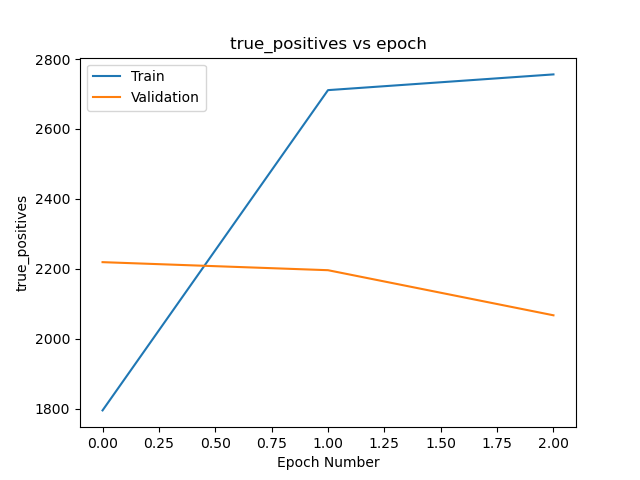 true_positives vs epoch
Train
Validation
2800
2600
2400
2200
2000
1800
true_positives
0.00 0.25 0.50 0.75 1.00 1.25 1.50 1.75 2.00
Epoch Number